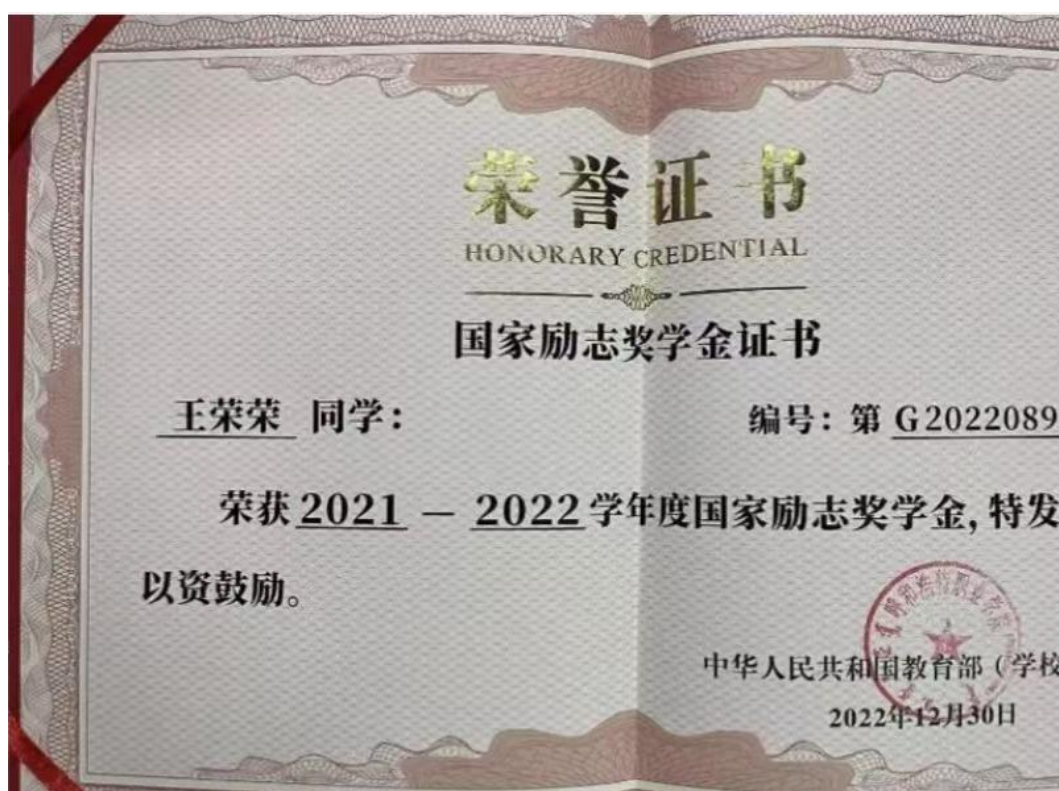 荣誉证书
HONORARY CREDENTIAL
国家励志奖学金证书
王荣荣 同学：
编号：第 G2022089
荣获 2021 — 2022 学年度国家励志奖学金，特发
以资鼓励。
中华人民共和国教育部（学校
2022年12月30日